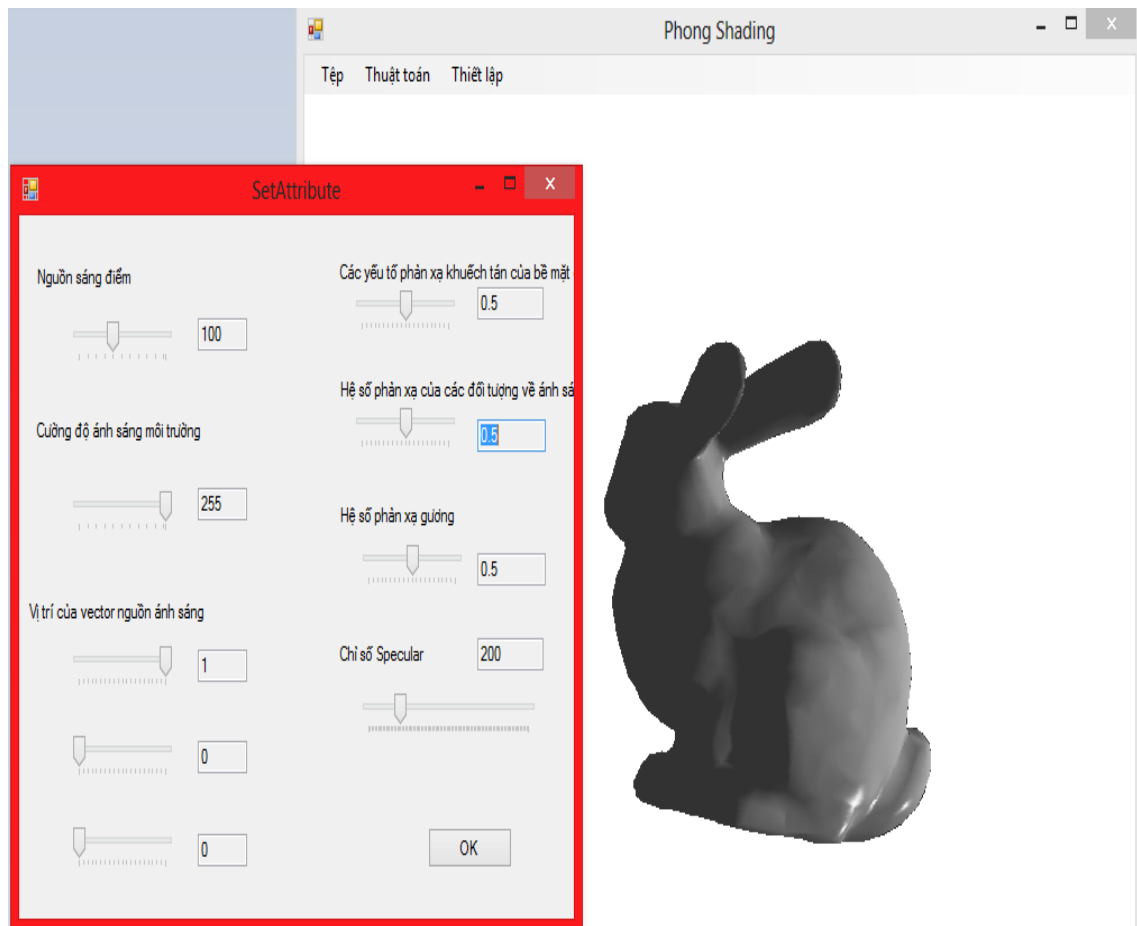 Phong Shading
Tệp Thuật toán Thiết lập
SetAttribute
Nguồn sáng điểm
100
Cường độ ánh sáng môi trường
255
Vị trí của vector nguồn ánh sáng
1
0
0
Các yếu tố phản xạ khuếch tán của bề mặt
0.5
Hệ số phản xạ của các đối tượng về ánh sá
0.5
Hệ số phản xạ gương
0.5
Chỉ số Specular
200
OK